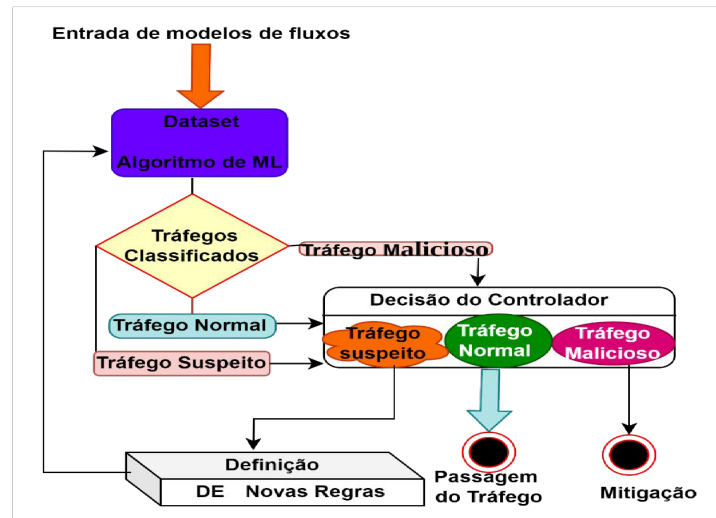 Entrada de modelos de fluxos
Dataset
Algoritmo de ML
Tráfegos
Classificados
Tráfego Malicioso
Tráfego Normal
Tráfego Suspeito
Decisão do Controlador
Tráfego
suspeito
Tráfego
Normal
Tráfego
Malicioso
Definição
DE Novas Regras
Passagem
do Tráfego
Mitigação